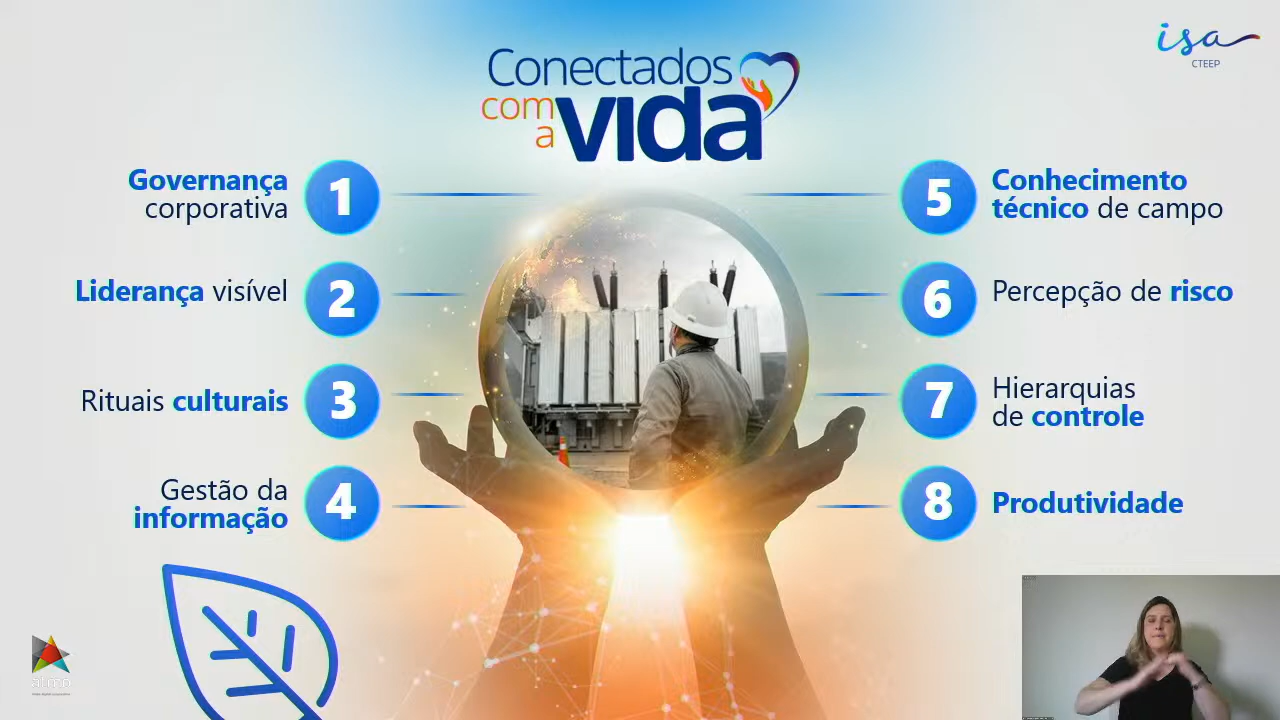 isa
CTEEP
Conectados
com
a
vida
Governança
corporativa
1
Liderança visível
2
Rituais culturais
3
Gestão da
informação
4
5
Conhecimento
técnico de campo
6
Percepção de risco
7
Hierarquias
de controle
8
Produtividade
atmo